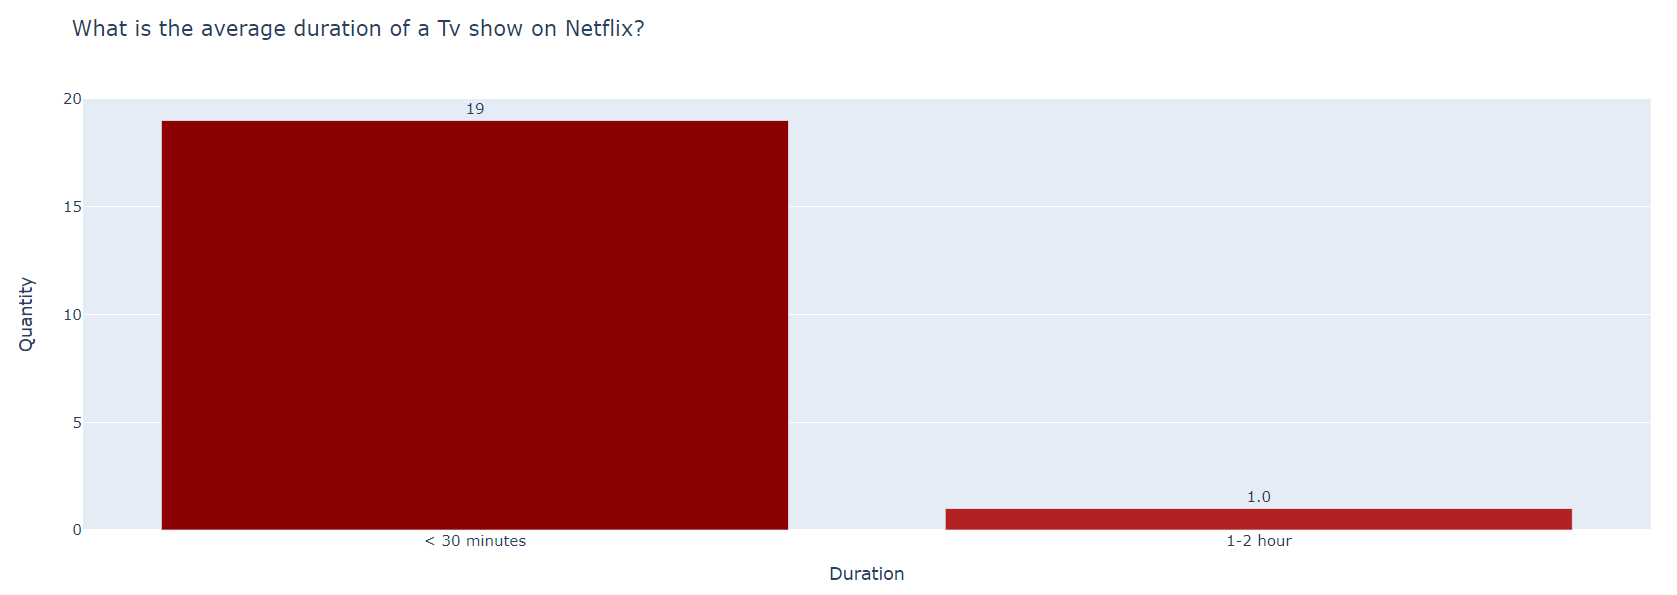 What is the average duration of a Tv show on Netflix?
20
19
15
Quantity
10
5
1.0
0
< 30 minutes
1-2 hour
Duration